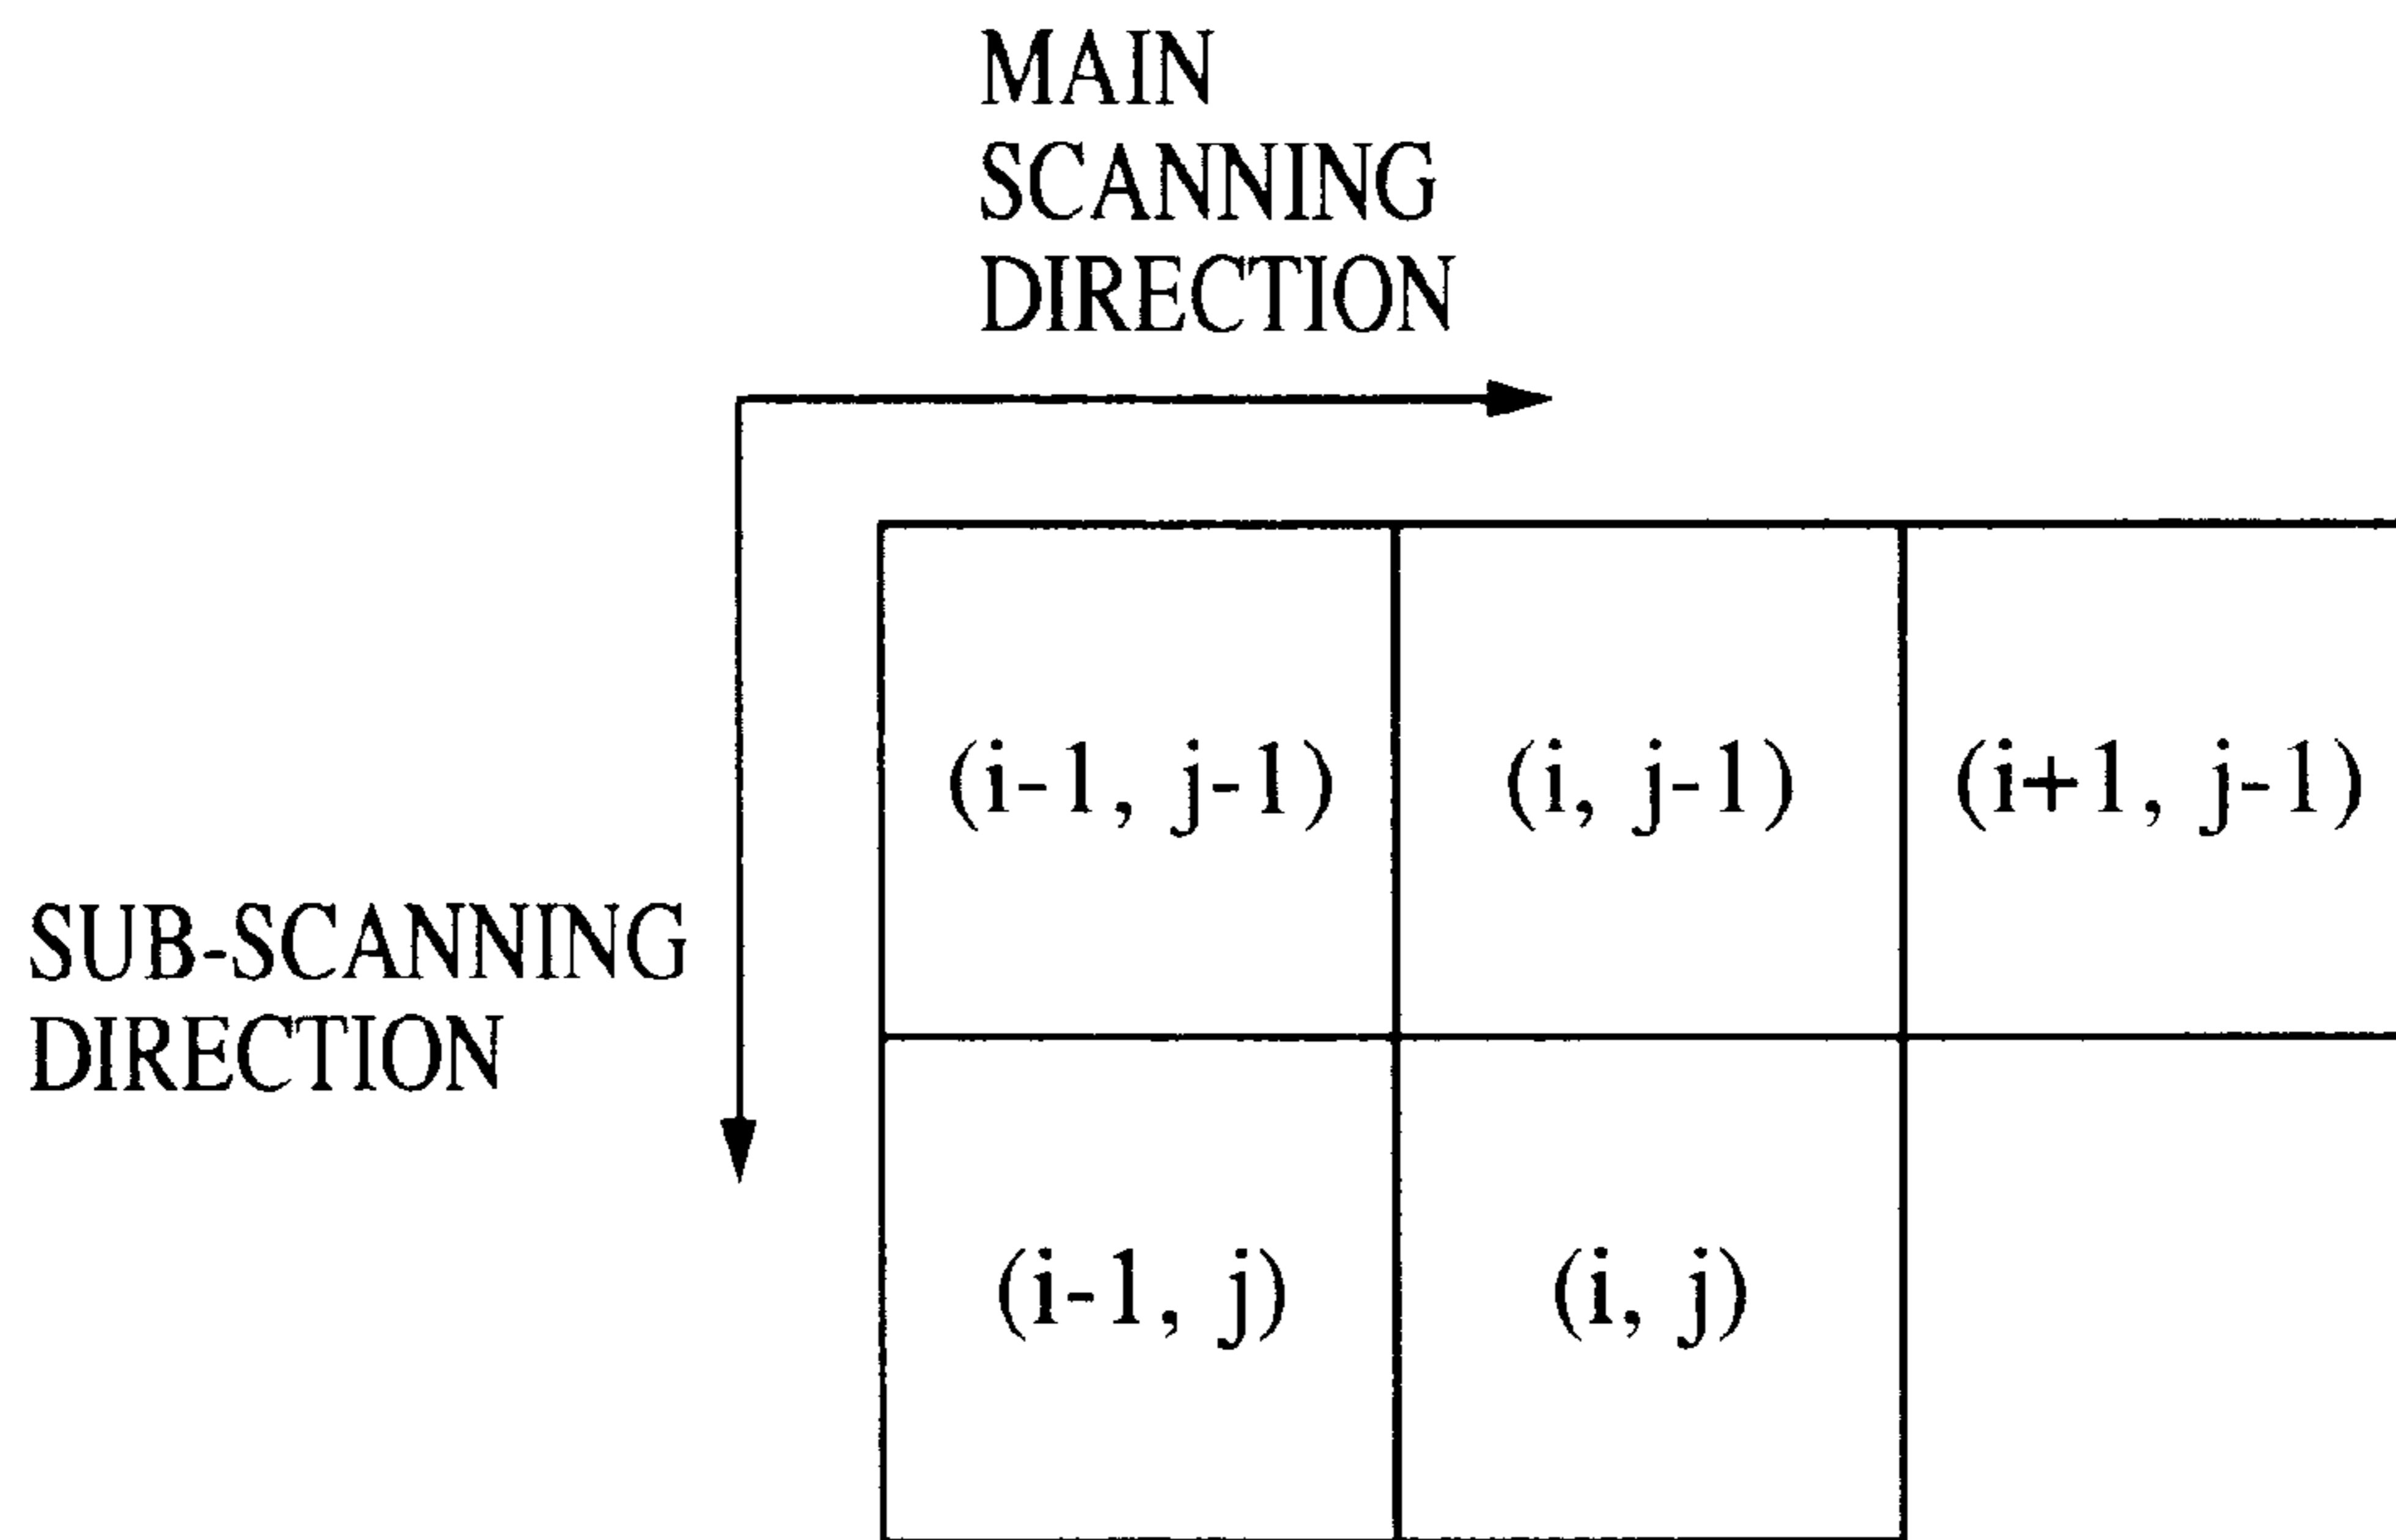 MAIN
SCANNING
DIRECTION
(i-1, j-1) (i, j-1) (i+1, j-1)
SUB-SCANNING
DIRECTION
(i-1, j) (i, j)